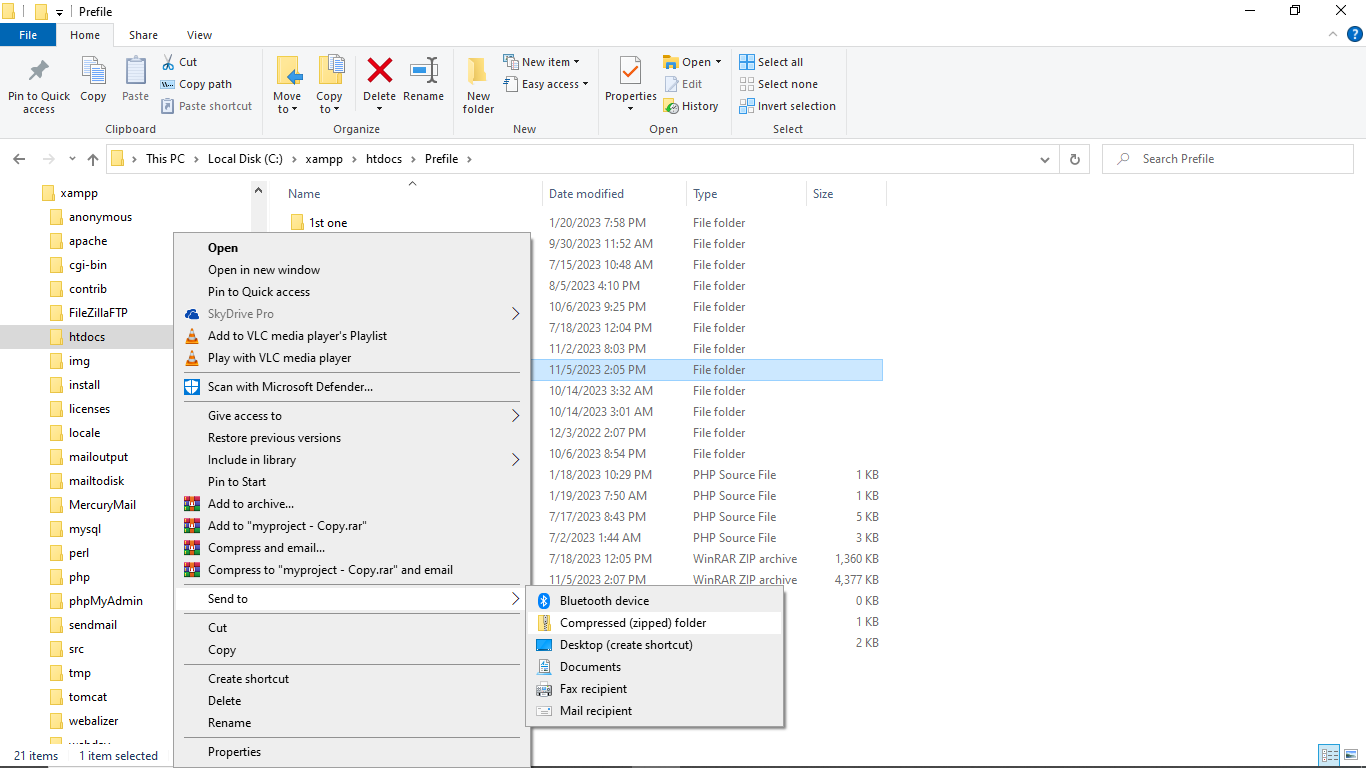 Prefile
File Home Share View
Pin to Quick access
Copy
Paste
Cut
Copy path
Paste shortcut
Clipboard
Move to
Copy to
Delete
Rename
Organize
New folder
New item
Easy access
New
Properties
Open
Edit
History
Open
Select all
Select none
Invert selection
Select
This PC › Local Disk (C:) › xampp › htdocs › Prefile ›
Search Prefile
xampp
anonymous
apache
cgi-bin
contrib
FileZillaFTP
htdocs
img
install
licenses
locale
mailoutput
mailtodisk
MercuryMail
mysql
perl
php
phpMyAdmin
sendmail
src
tmp
tomcat
webalizer
Name Date modified Type Size
1st one 1/20/2023 7:58 PM File folder
9/30/2023 11:52 AM File folder
7/15/2023 10:48 AM File folder
8/5/2023 4:10 PM File folder
10/6/2023 9:25 PM File folder
7/18/2023 12:04 PM File folder
11/2/2023 8:03 PM File folder
11/5/2023 2:05 PM File folder
10/14/2023 3:32 AM File folder
10/14/2023 3:01 AM File folder
12/3/2022 2:07 PM File folder
10/6/2023 8:54 PM File folder
1/18/2023 10:29 PM PHP Source File 1 KB
1/19/2023 7:50 AM PHP Source File 1 KB
7/17/2023 8:43 PM PHP Source File 5 KB
7/2/2023 1:44 AM PHP Source File 3 KB
7/18/2023 12:05 PM WinRAR ZIP archive 1,360 KB
11/5/2023 2:07 PM WinRAR ZIP archive 4,377 KB
0 KB
1 KB
2 KB
Open
Open in new window
Pin to Quick access
SkyDrive Pro
Add to VLC media player's Playlist
Play with VLC media player
Scan with Microsoft Defender...
Give access to
Restore previous versions
Include in library
Pin to Start
Add to archive...
Add to "myproject - Copy.rar"
Compress and email...
Compress to "myproject - Copy.rar" and email
Send to
Cut
Copy
Create shortcut
Delete
Rename
Properties
Bluetooth device
Compressed (zipped) folder
Desktop (create shortcut)
Documents
Fax recipient
Mail recipient
21 items 1 item selected